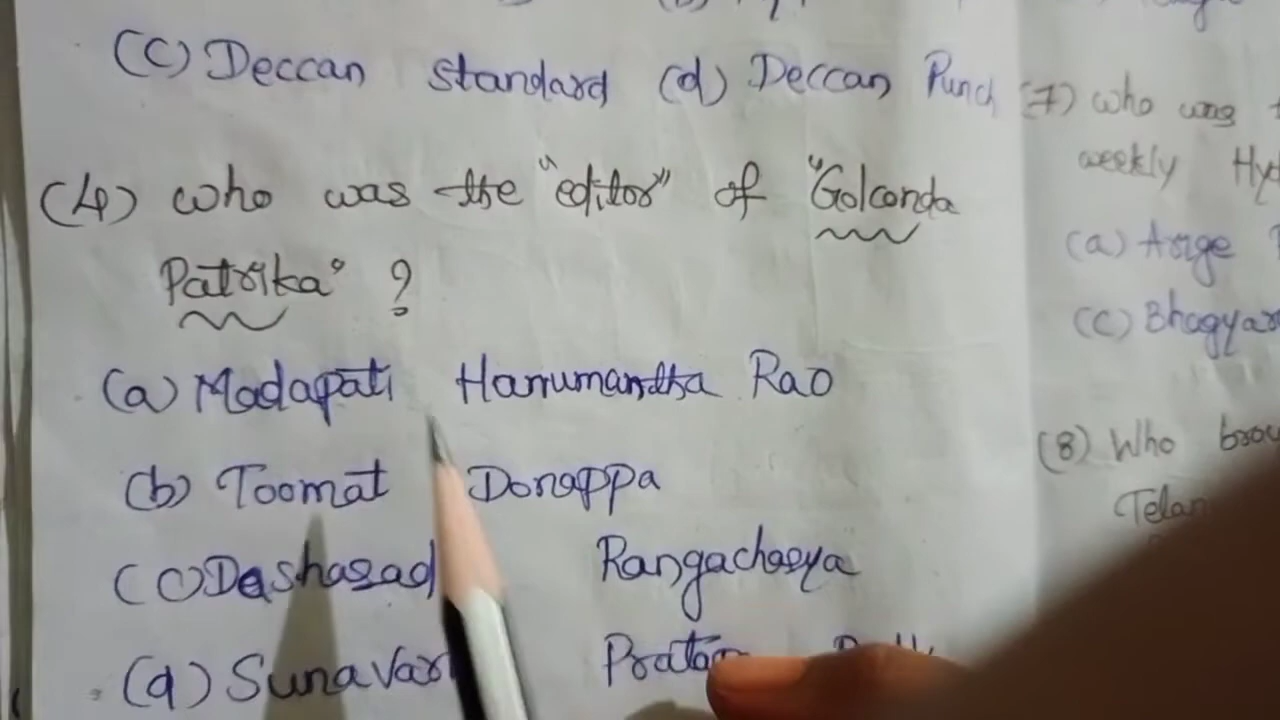 (C) Deccan standard (d) Deccan Punch
(4) who was the "editor" of "Golconda
Patrika" ?
(a) Madapati Hanumantha Rao
(b) Toomat Donappa
(C) Dasharad Rangacharya
(d) Sunavar Pratap
(7) who was
weekly Hyd
(a) Arige
(C) Bhagyar
(8) Who brou
Telan